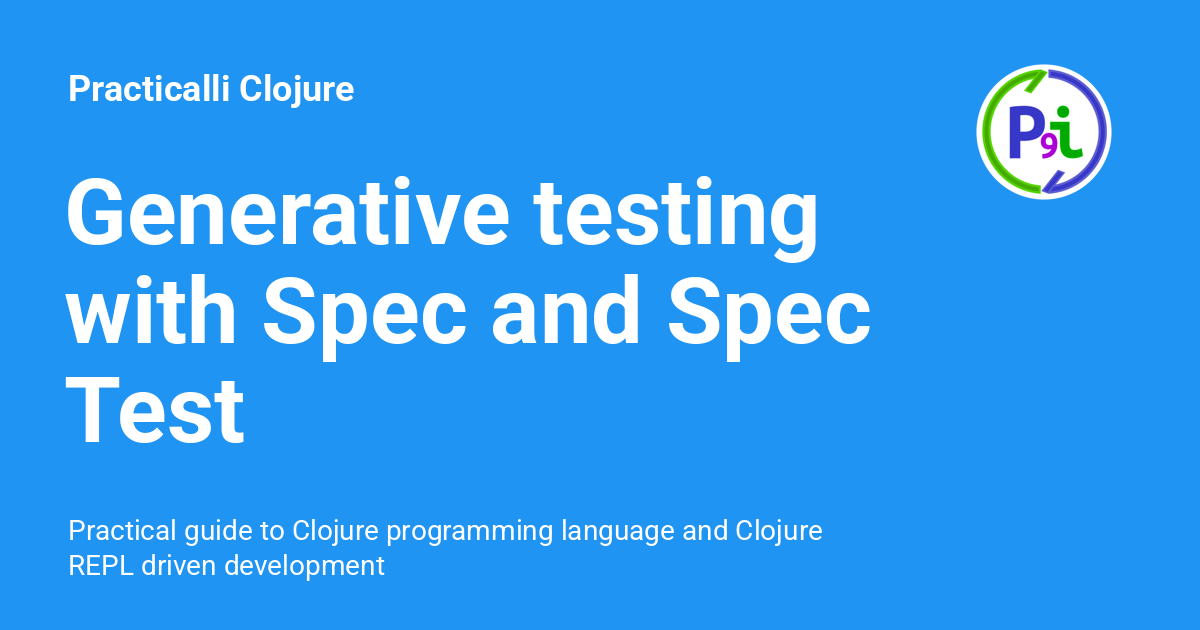 Practicalli Clojure
P9i
Generative testing
with Spec and Spec
Test
Practical guide to Clojure programming language and Clojure
REPL driven development